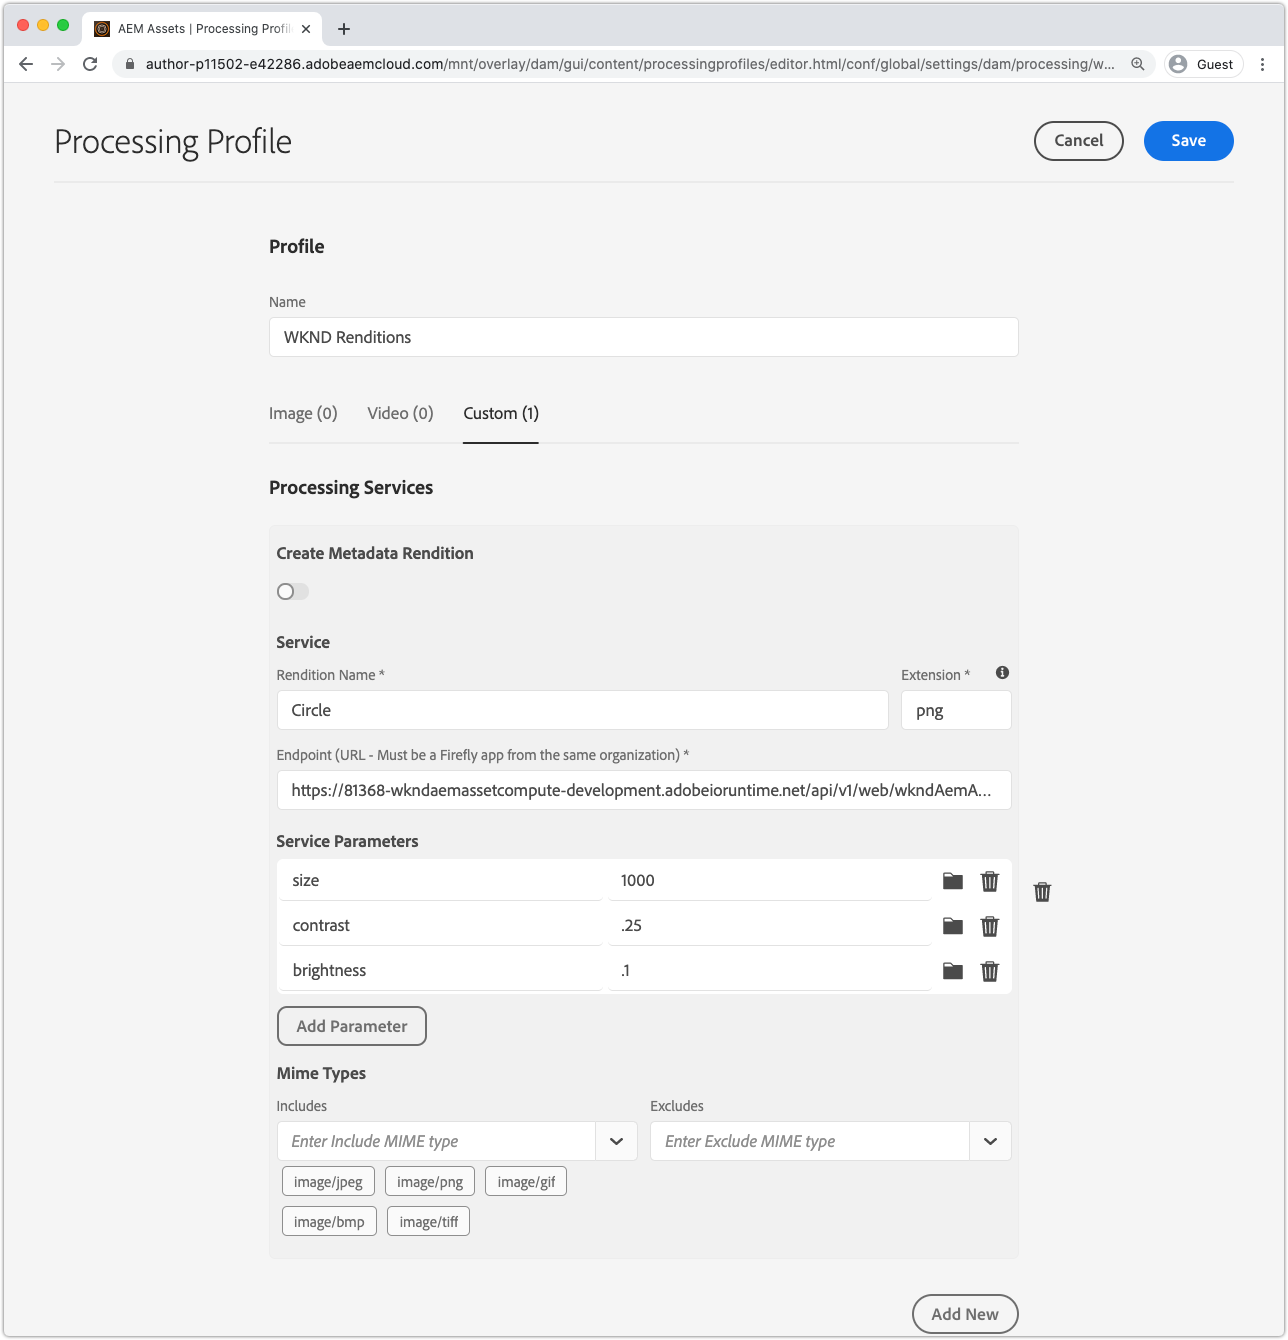 AEM Assets | Processing Profil
author-p11502-e42286.adobeaemcloud.com/mnt/overlay/dam/gui/content/processingprofiles/editor.html/conf/global/settings/dam/processing/w...
Guest
Processing Profile
Cancel
Save
Profile
Name
WKND Renditions
Image (0) Video (0) Custom (1)
Processing Services
Create Metadata Rendition
Service
Rendition Name *
Extension *
Circle
png
Endpoint (URL - Must be a Firefly app from the same organization) *
https://81368-wkndaemassetcompute-development.adobeioruntime.net/api/v1/web/wkndAemA...
Service Parameters
size 1000
contrast .25
brightness .1
Add Parameter
Mime Types
Includes
Excludes
Enter Include MIME type
Enter Exclude MIME type
image/jpeg image/png image/gif
image/bmp image/tiff
Add New